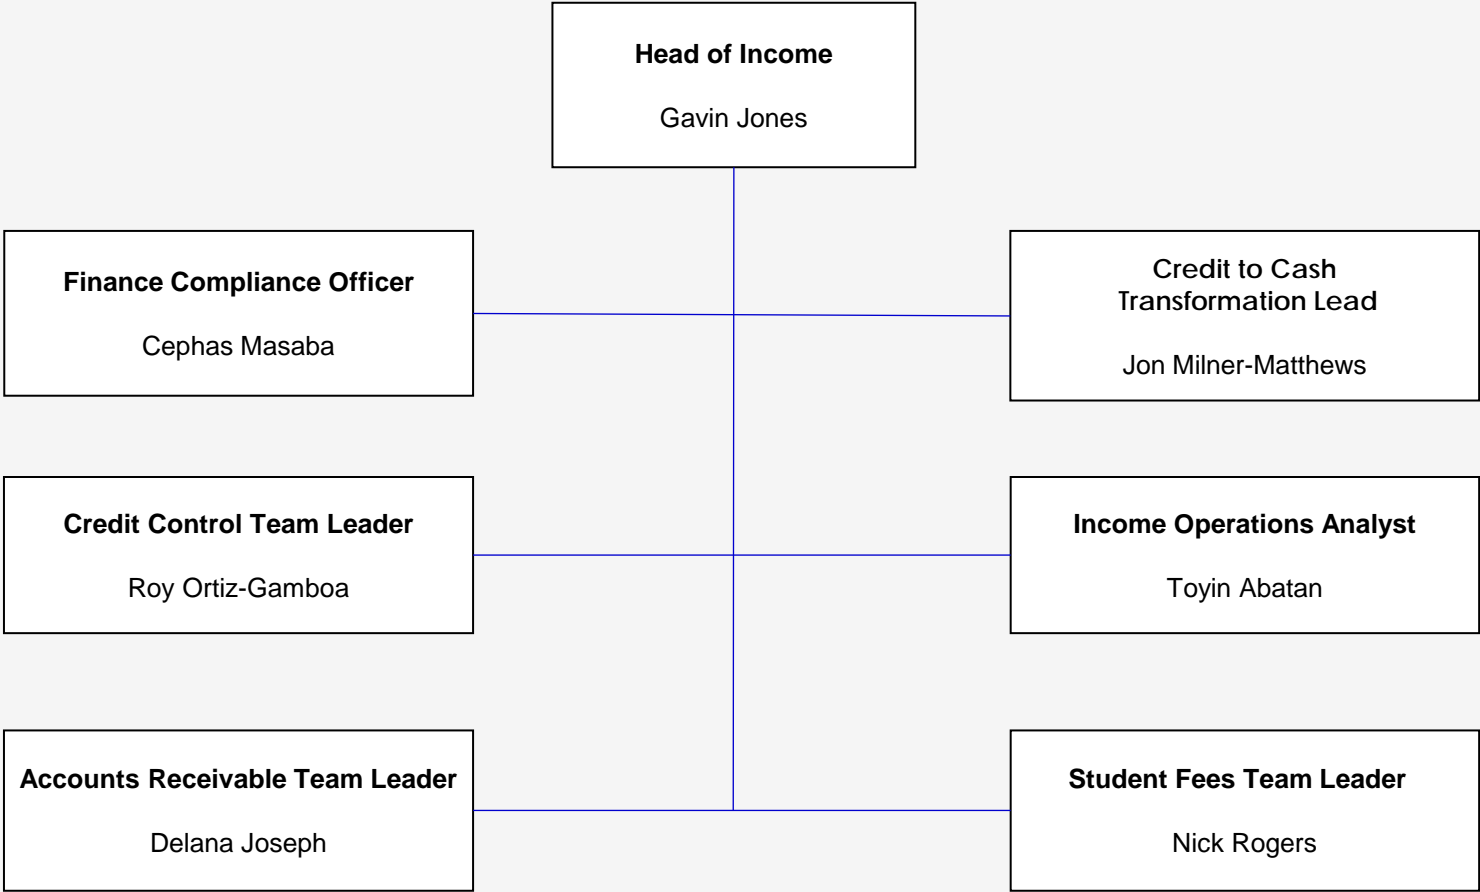 Head of Income
Gavin Jones
Finance Compliance Officer
Cephas Masaba
Credit to Cash
Transformation Lead
Jon Milner-Matthews
Credit Control Team Leader
Roy Ortiz-Gamboa
Income Operations Analyst
Toyin Abatan
Accounts Receivable Team Leader
Delana Joseph
Student Fees Team Leader
Nick Rogers